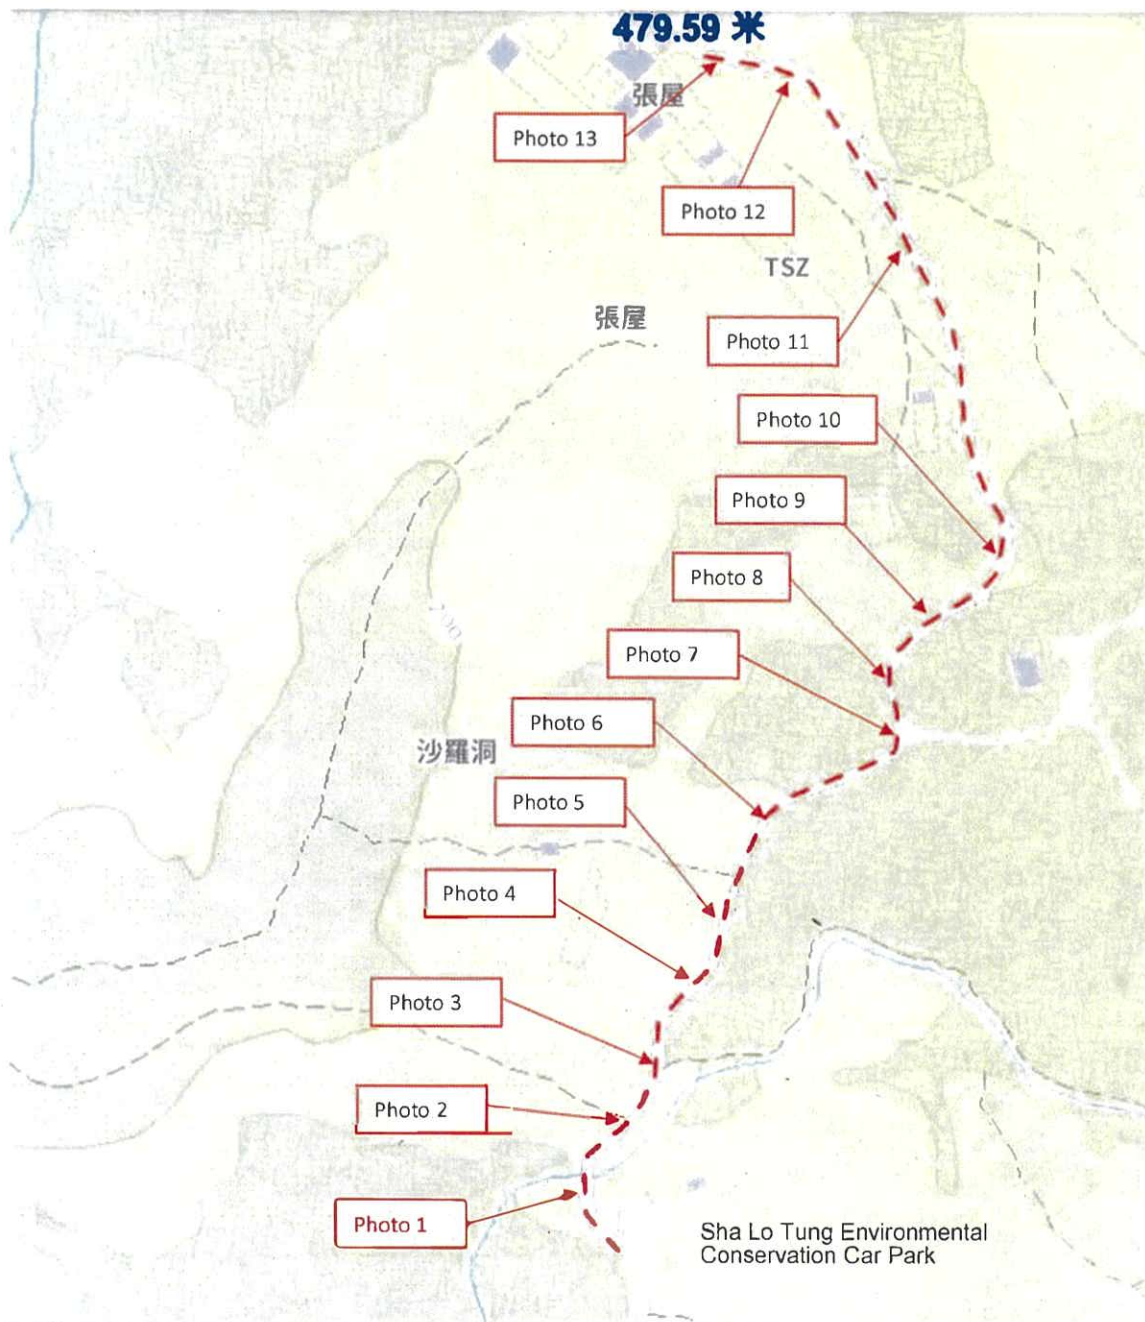 479.59 米
張屋
Photo 13
Photo 12
TSZ
張屋
Photo 11
Photo 10
Photo 9
Photo 8
Photo 7
Photo 6
沙羅洞
Photo 5
Photo 4
Photo 3
Photo 2
Photo 1
Sha Lo Tung Environmental
Conservation Car Park